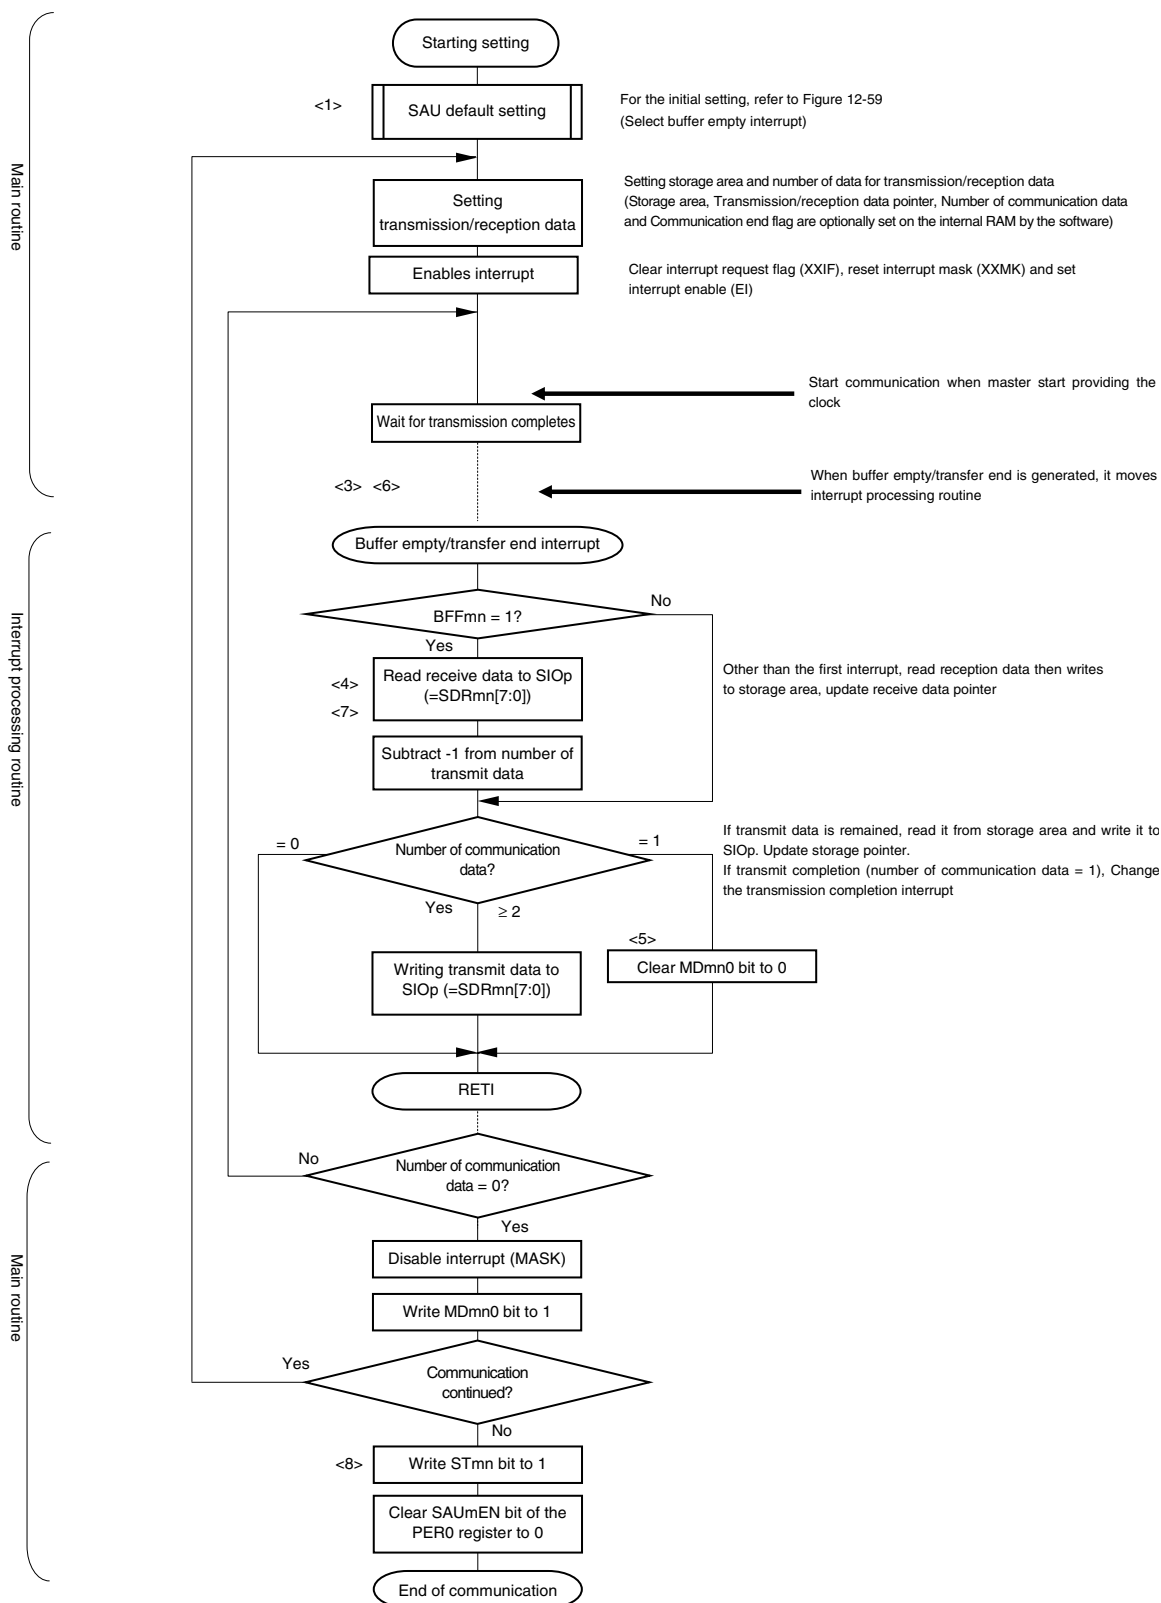 Main routine
Starting setting
<1>
SAU default setting
For the initial setting, refer to Figure 12-59
(Select buffer empty interrupt)
Setting
transmission/reception data
Setting storage area and number of data for transmission/reception data
(Storage area, Transmission/reception data pointer, Number of communication data
and Communication end flag are optionally set on the internal RAM by the software)
Enables interrupt
Clear interrupt request flag (XXIF), reset interrupt mask (XXMK) and set
interrupt enable (EI)
Start communication when master start providing the
clock
Wait for transmission completes
<3> <6>
When buffer empty/transfer end is generated, it moves
interrupt processing routine
Interrupt processing routine
Buffer empty/transfer end interrupt
BFFmn = 1?
No
Yes
<4>
<7>
Read receive data to SIOp
(=SDRmn[7:0])
Other than the first interrupt, read reception data then writes
to storage area, update receive data pointer
Subtract -1 from number of
transmit data
= 0
Number of communication
data?
= 1
If transmit data is remained, read it from storage area and write it to
SIOp. Update storage pointer.
If transmit completion (number of communication data = 1), Change
the transmission completion interrupt
Yes
≥ 2
<5>
Writing transmit data to
SIOp (=SDRmn[7:0])
Clear MDmn0 bit to 0
RETI
Main routine
No
Number of communication
data = 0?
Yes
Disable interrupt (MASK)
Write MDmn0 bit to 1
Yes
Communication
continued?
No
<8>
Write STmn bit to 1
Clear SAUmEN bit of the
PER0 register to 0
End of communication